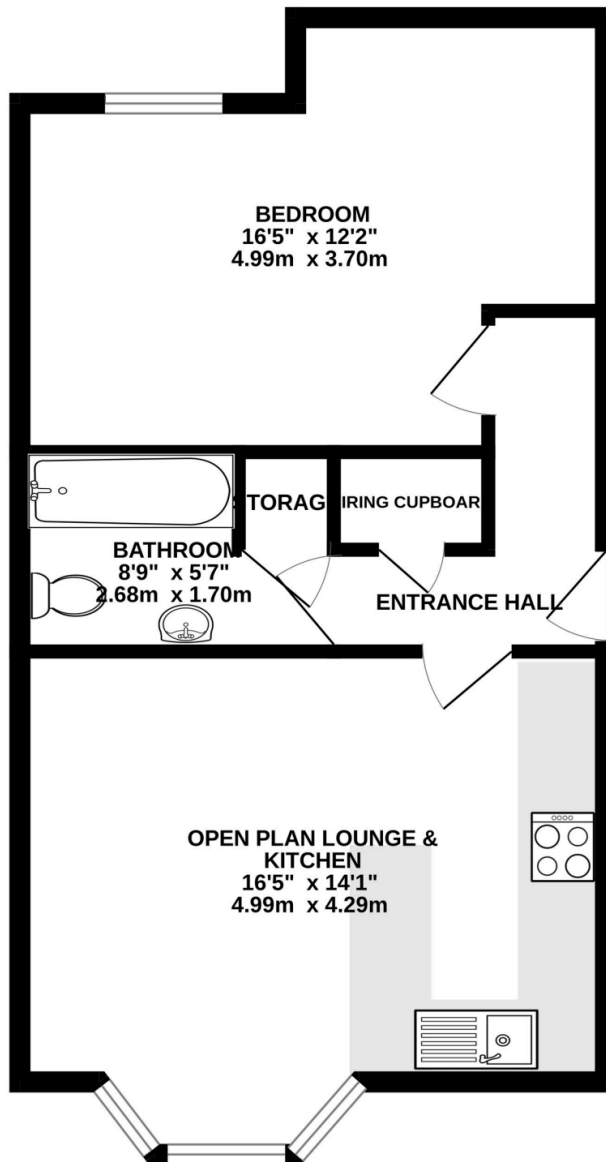 BEDROOM
16'5" x 12'2"
4.99m x 3.70m
STORAG
IRING CUPBOAR
BATHROOM
8'9" x 5'7"
2.68m x 1.70m
ENTRANCE HALL
OPEN PLAN LOUNGE &
KITCHEN
16'5" x 14'1"
4.99m x 4.29m